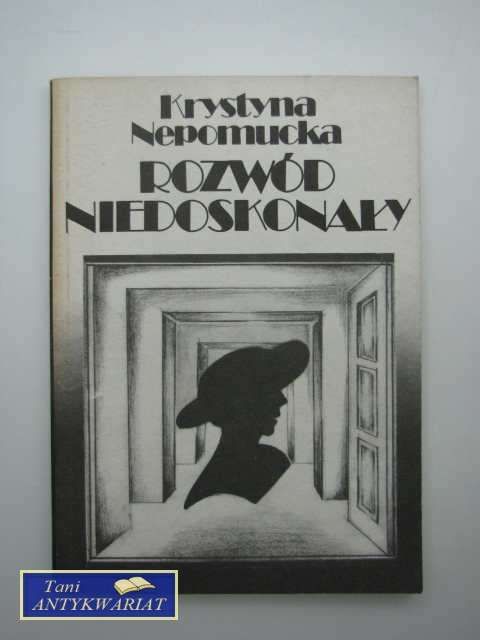 Krystyna
Nepomucka
ROZWÓD
NIEDOSKONAŁY
Tani
ANTYKWARIAT